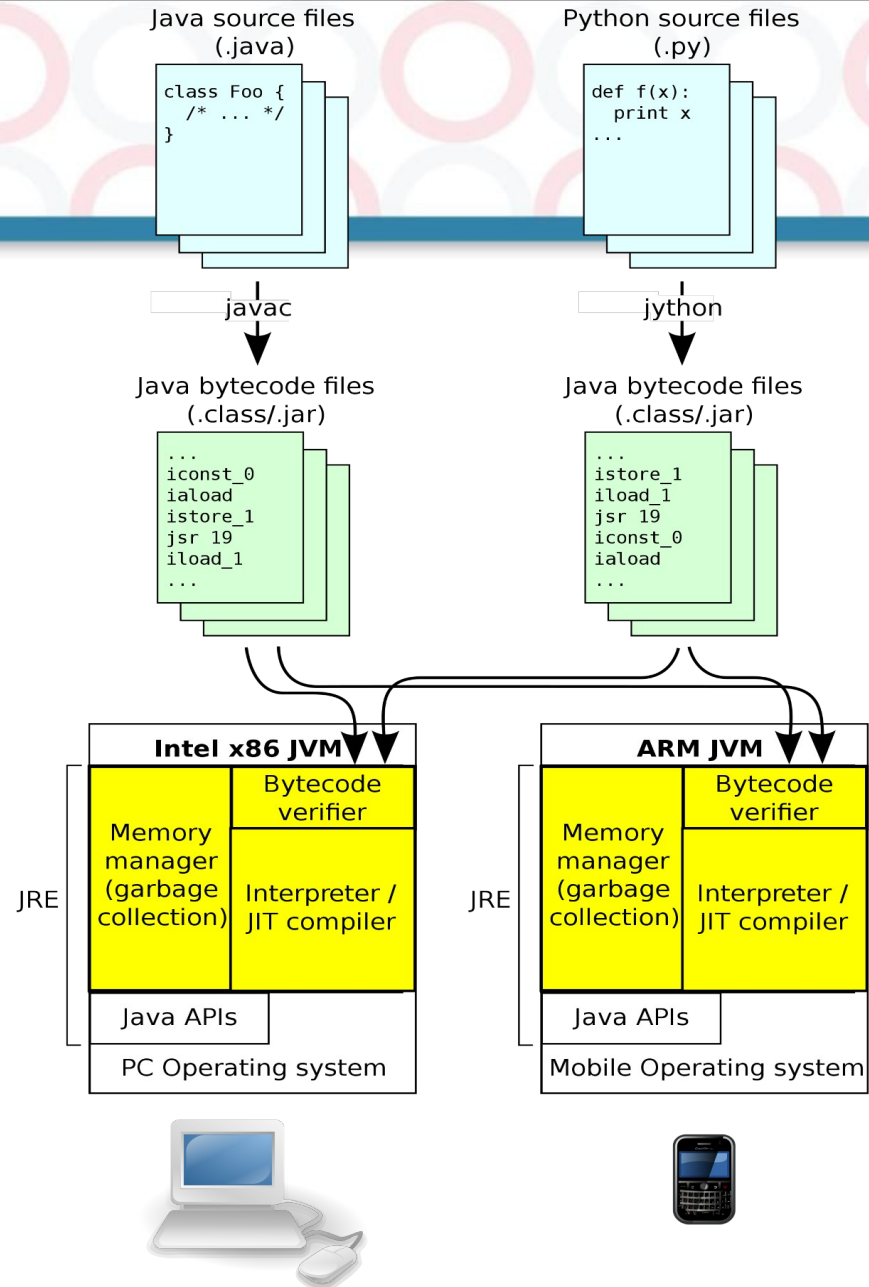 Java source files
(.java)
class Foo {
/* ... */
}
Python source files
(.py)
def f(x):
print x
...
javac
jython
Java bytecode files
(.class/.jar)
...
iconst_0
iaload
istore_1
jsr 19
iload_1
...
Java bytecode files
(.class/.jar)
...
istore_1
iload_1
jsr 19
iconst_0
iaload
...
Intel x86 JVM
JRE
Memory
manager
(garbage
collection)
Bytecode
verifier
Interpreter /
JIT compiler
Java APIs
PC Operating system
ARM JVM
JRE
Memory
manager
(garbage
collection)
Bytecode
verifier
Interpreter /
JIT compiler
Java APIs
Mobile Operating system